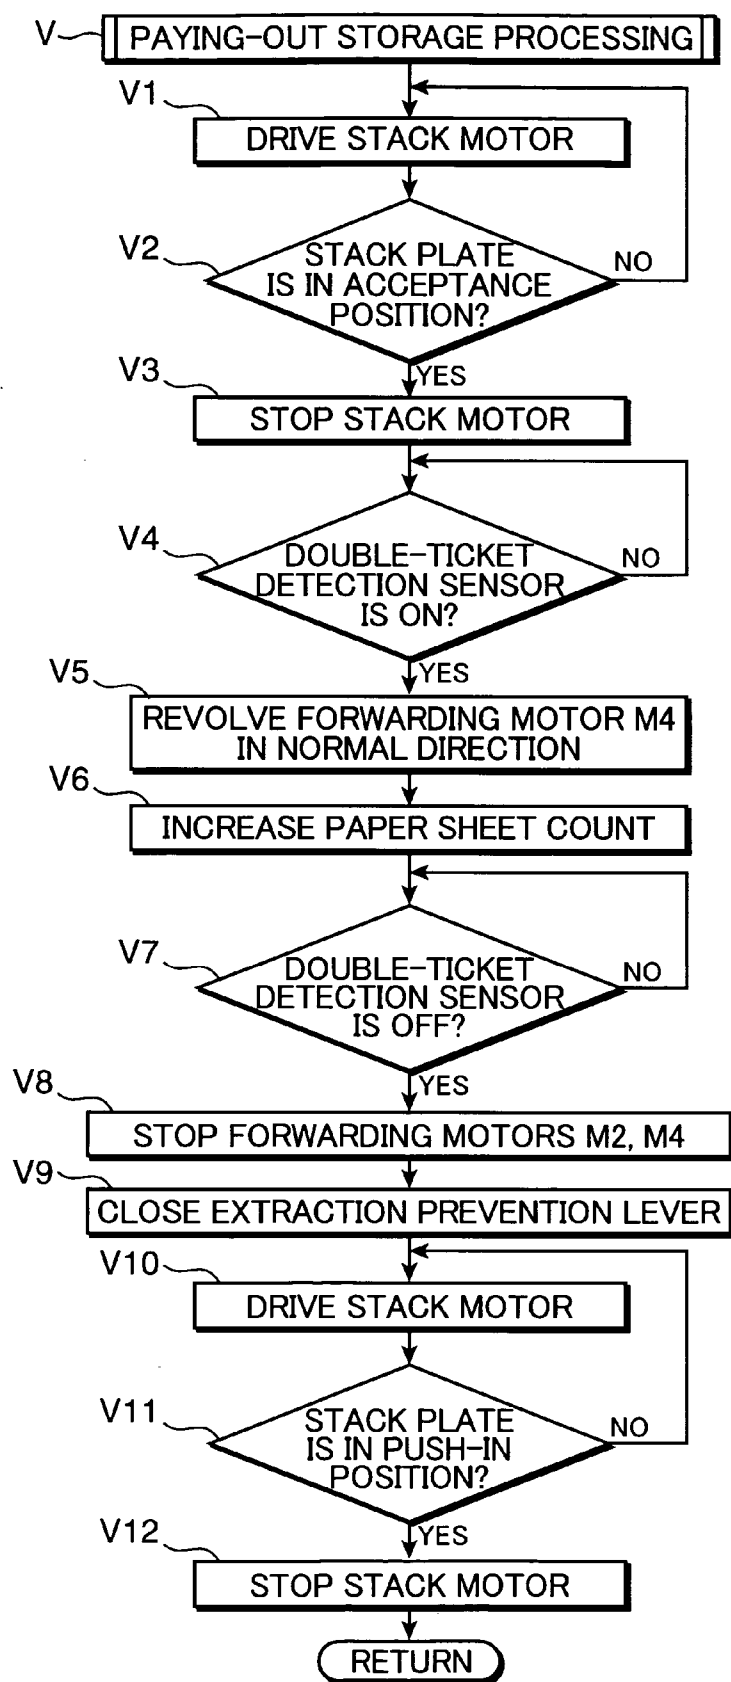 V
PAYING-OUT STORAGE PROCESSING
V1
DRIVE STACK MOTOR
V2
STACK PLATE
IS IN ACCEPTANCE
POSITION?
NO
YES
V3
STOP STACK MOTOR
V4
DOUBLE-TICKET
DETECTION SENSOR
IS ON?
NO
YES
V5
REVOLVE FORWARDING MOTOR M4
IN NORMAL DIRECTION
V6
INCREASE PAPER SHEET COUNT
V7
DOUBLE-TICKET
DETECTION SENSOR
IS OFF?
NO
YES
V8
STOP FORWARDING MOTORS M2, M4
V9
CLOSE EXTRACTION PREVENTION LEVER
V10
DRIVE STACK MOTOR
V11
STACK PLATE
IS IN PUSH-IN
POSITION?
NO
YES
V12
STOP STACK MOTOR
RETURN